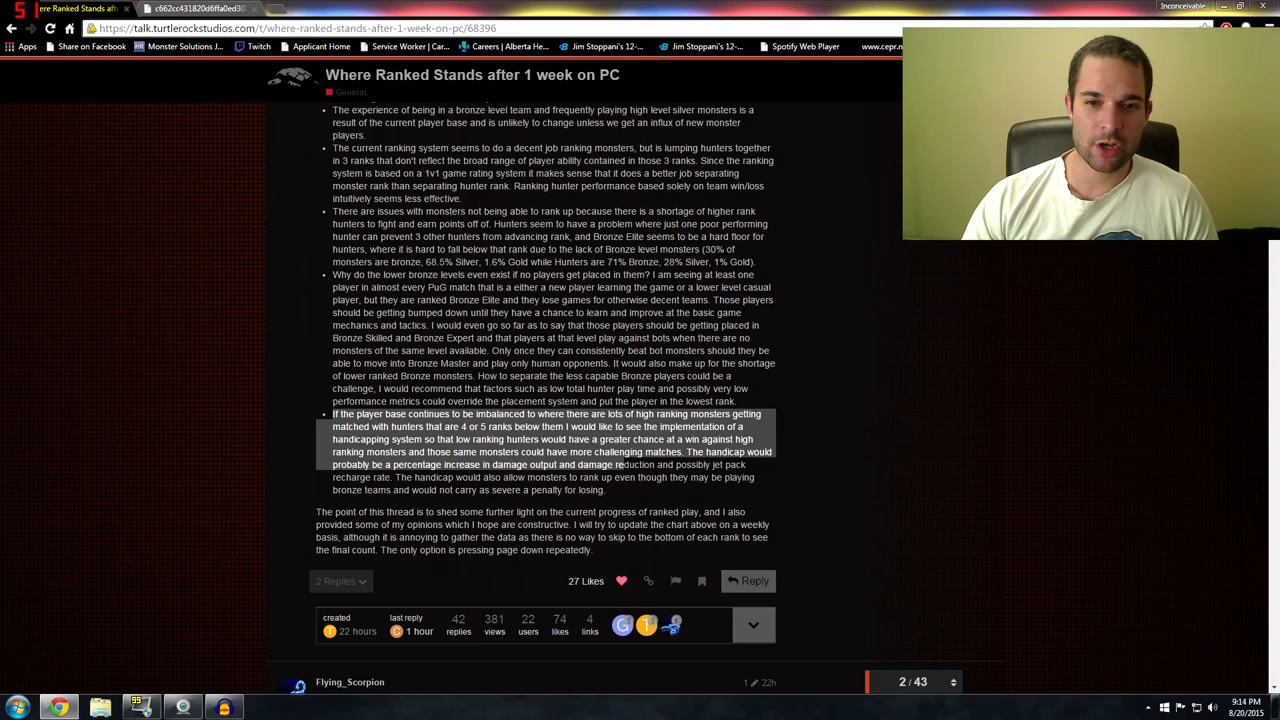 5
ere Ranked Stands af
c662cc431820d6ffa0ed30
Inconceivable
https://talk.turtlerockstudios.com/t/where-ranked-stands-after-1-week-on-pc/68396
Apps Share on Facebook Monster Solutions J... Twitch Applicant Home Service Worker (Car... Careers | Alberta He... Jim Stoppani's 12-... Jim Stoppani's 12-... Spotify Web Player www.cepr.n
Where Ranked Stands after 1 week on PC
General
• The experience of being in a bronze level team and frequently playing high level silver monsters is a
result of the current player base and is unlikely to change unless we get an influx of new monster
players.
• The current ranking system seems to do a decent job ranking monsters, but is lumping hunters together
in 3 ranks that don't reflect the broad range of player ability contained in those 3 ranks. Since the ranking
system is based on a 1v1 game rating system it makes sense that it does a better job separating
monster rank than separating hunter rank. Ranking hunter performance based solely on team win/loss
intuitively seems less effective.
• There are issues with monsters not being able to rank up because there is a shortage of higher rank
hunters to fight and earn points off of. Hunters seem to have a problem where just one poor performing
hunter can prevent 3 other hunters from advancing rank, and Bronze Elite seems to be a hard floor for
hunters, where it is hard to fall below that rank due to the lack of Bronze level monsters (30% of
monsters are bronze, 68.5% Silver, 1.6% Gold while Hunters are 71% Bronze, 28% Silver, 1% Gold).
• Why do the lower bronze levels even exist if no players get placed in them? I am seeing at least one
player in almost every PuG match that is a either a new player learning the game or a lower level casual
player, but they are ranked Bronze Elite and they lose games for otherwise decent teams. Those players
should be getting bumped down until they have a chance to learn and improve at the basic game
mechanics and tactics. I would even go so far as to say that those players should be getting placed in
Bronze Skilled and Bronze Expert and that players at that level play against bots when there are no
monsters of the same level available. Only once they can consistently beat bot monsters should they be
able to move into Bronze Master and play only human opponents. It would also make up for the shortage
of lower ranked Bronze monsters. How to separate the less capable Bronze players could be a
challenge, I would recommend that factors such as low total hunter play time and possibly very low
performance metrics could override the placement system and put the player in the lowest rank.
• If the player base continues to be imbalanced to where there are lots of high ranking monsters getting
matched with hunters that are 4 or 5 ranks below them I would like to see the implementation of a
handicapping system so that low ranking hunters would have a greater chance at a win against high
ranking monsters and those same monsters could have more challenging matches. The handicap would
probably be a percentage increase in damage output and damage reduction and possibly jet pack
recharge rate. The handicap would also allow monsters to rank up even though they may be playing
bronze teams and would not carry as severe a penalty for losing.
The point of this thread is to shed some further light on the current progress of ranked play, and I also
provided some of my opinions which I hope are constructive. I will try to update the chart above on a weekly
basis, although it is annoying to gather the data as there is no way to skip to the bottom of each rank to see
the final count. The only option is pressing page down repeatedly.
2 Replies 27 Likes Reply
created last reply 42 381 22 74 4
T 22 hours C 1 hour replies views users likes links
G T
Flying_Scorpion 1 22h
2 / 43
99
9:14 PM
8/20/2015